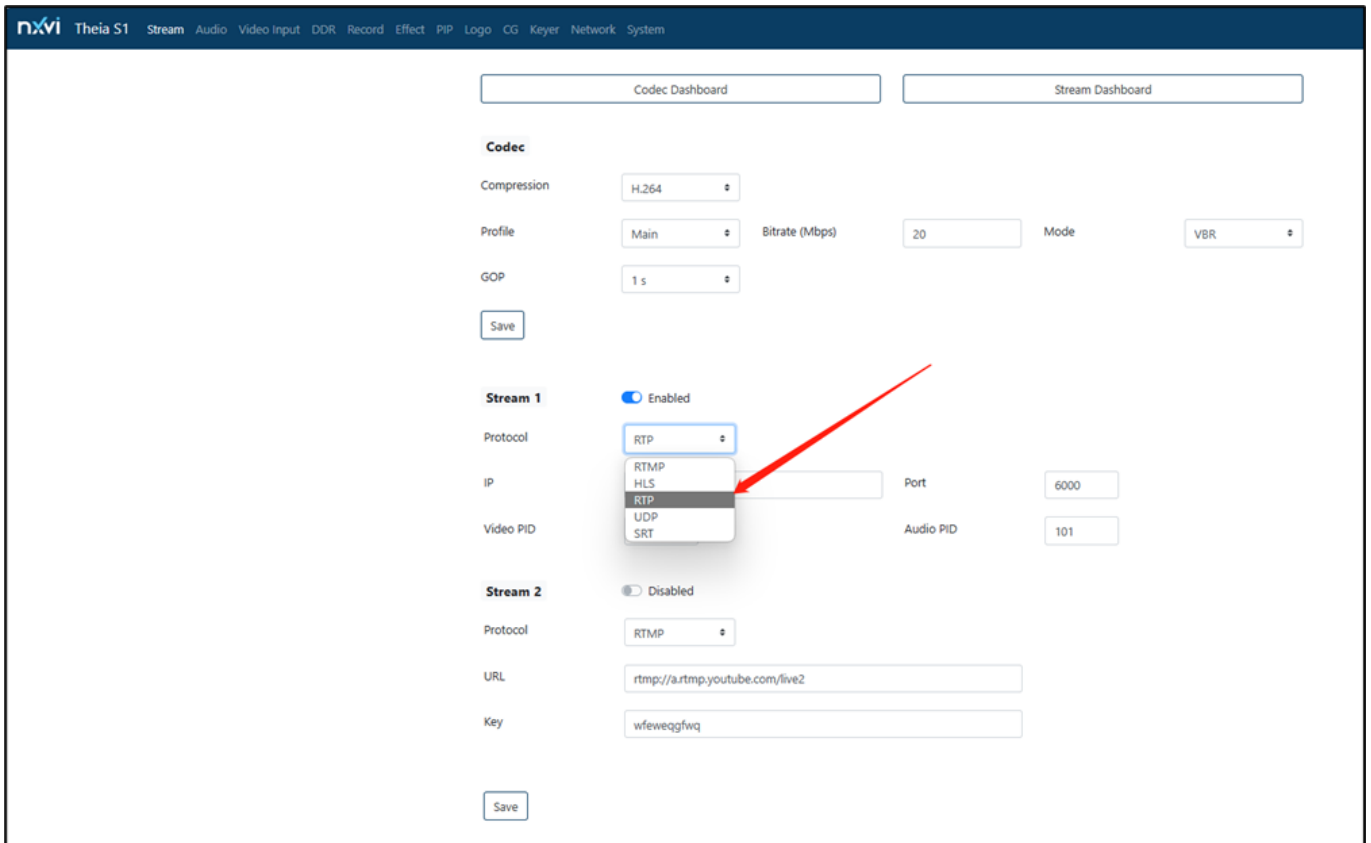 nxvi Theia S1 Stream Audio Video Input DDR Record Effect PIP Logo CG Keyer Network System
Codec Dashboard Stream Dashboard
Codec
Compression H.264
Profile Main Bitrate (Mbps) 20 Mode VBR
GOP 1 s
Save
Stream 1 Enabled
Protocol RTP
RTMP
HLS
IP Port 6000
RTP
UDP
Video PID Audio PID 101
SRT
Stream 2 Disabled
Protocol RTMP
URL rtmp://a.rtmp.youtube.com/live2
Key wfeweqgfwq
Save